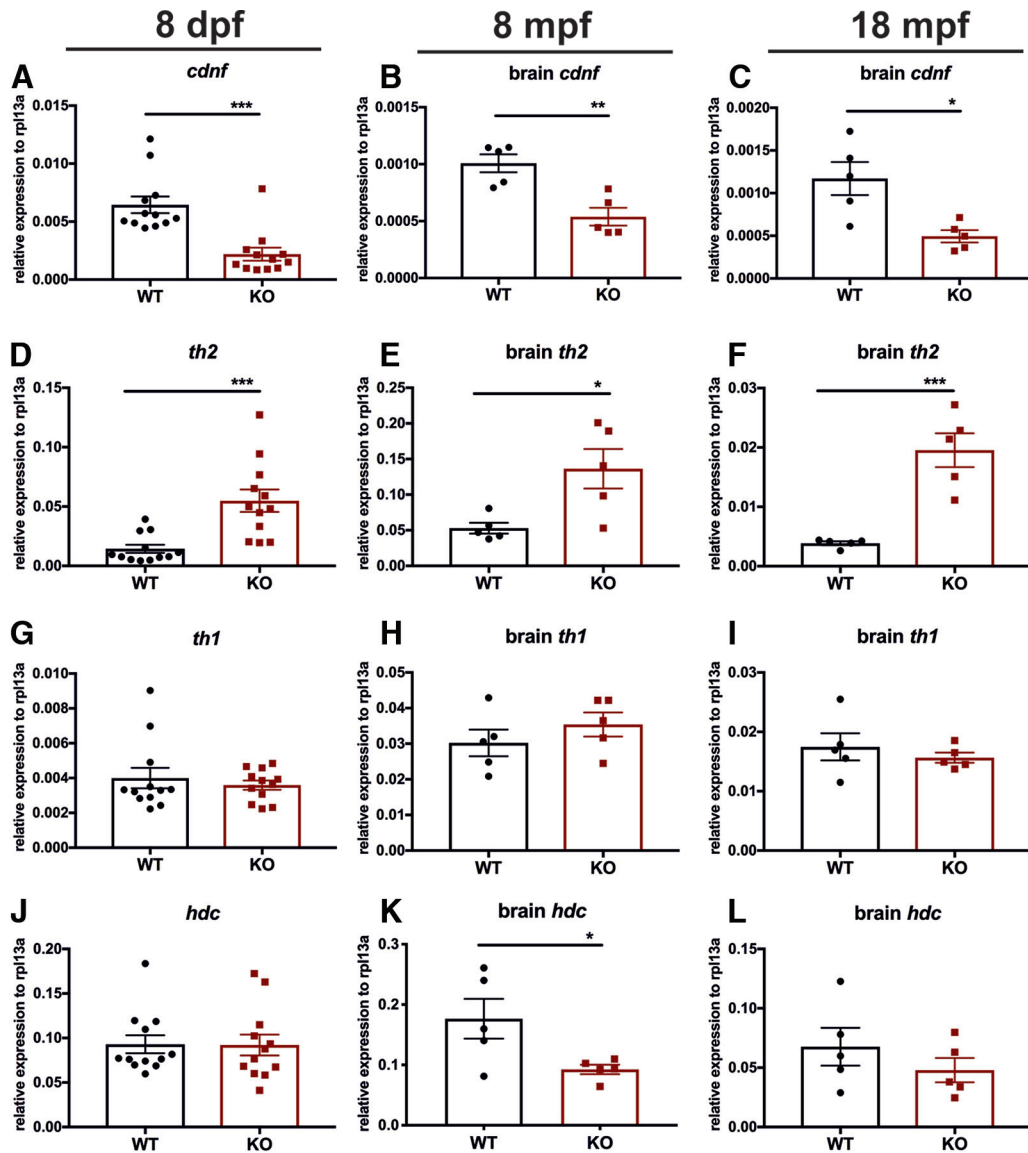 8 dpf
8 mpf
18 mpf
A
cdnf
relative expression to rpl13a
0.015
0.010
0.005
0.000
***
WT
KO
B
brain cdnf
relative expression to rpl13a
0.0015
0.0010
0.0005
0.0000
**
WT
KO
C
brain cdnf
relative expression to rpl13a
0.0020
0.0015
0.0010
0.0005
0.0000
*
WT
KO
D
th2
relative expression to rpl13a
0.15
0.10
0.05
0.00
***
WT
KO
E
brain th2
relative expression to rpl13a
0.25
0.20
0.15
0.10
0.05
0.00
*
WT
KO
F
brain th2
relative expression to rpl13a
0.03
0.02
0.01
0.00
***
WT
KO
G
th1
relative expression to rpl13a
0.010
0.008
0.006
0.004
0.002
0.000
WT
KO
H
brain th1
relative expression to rpl13a
0.05
0.04
0.03
0.02
0.01
0.00
WT
KO
I
brain th1
relative expression to rpl13a
0.03
0.02
0.01
0.00
WT
KO
J
hdc
relative expression to rpl13a
0.20
0.15
0.10
0.05
0.00
WT
KO
K
brain hdc
relative expression to rpl13a
0.3
0.2
0.1
0.0
*
WT
KO
L
brain hdc
relative expression to rpl13a
0.15
0.10
0.05
0.00
WT
KO